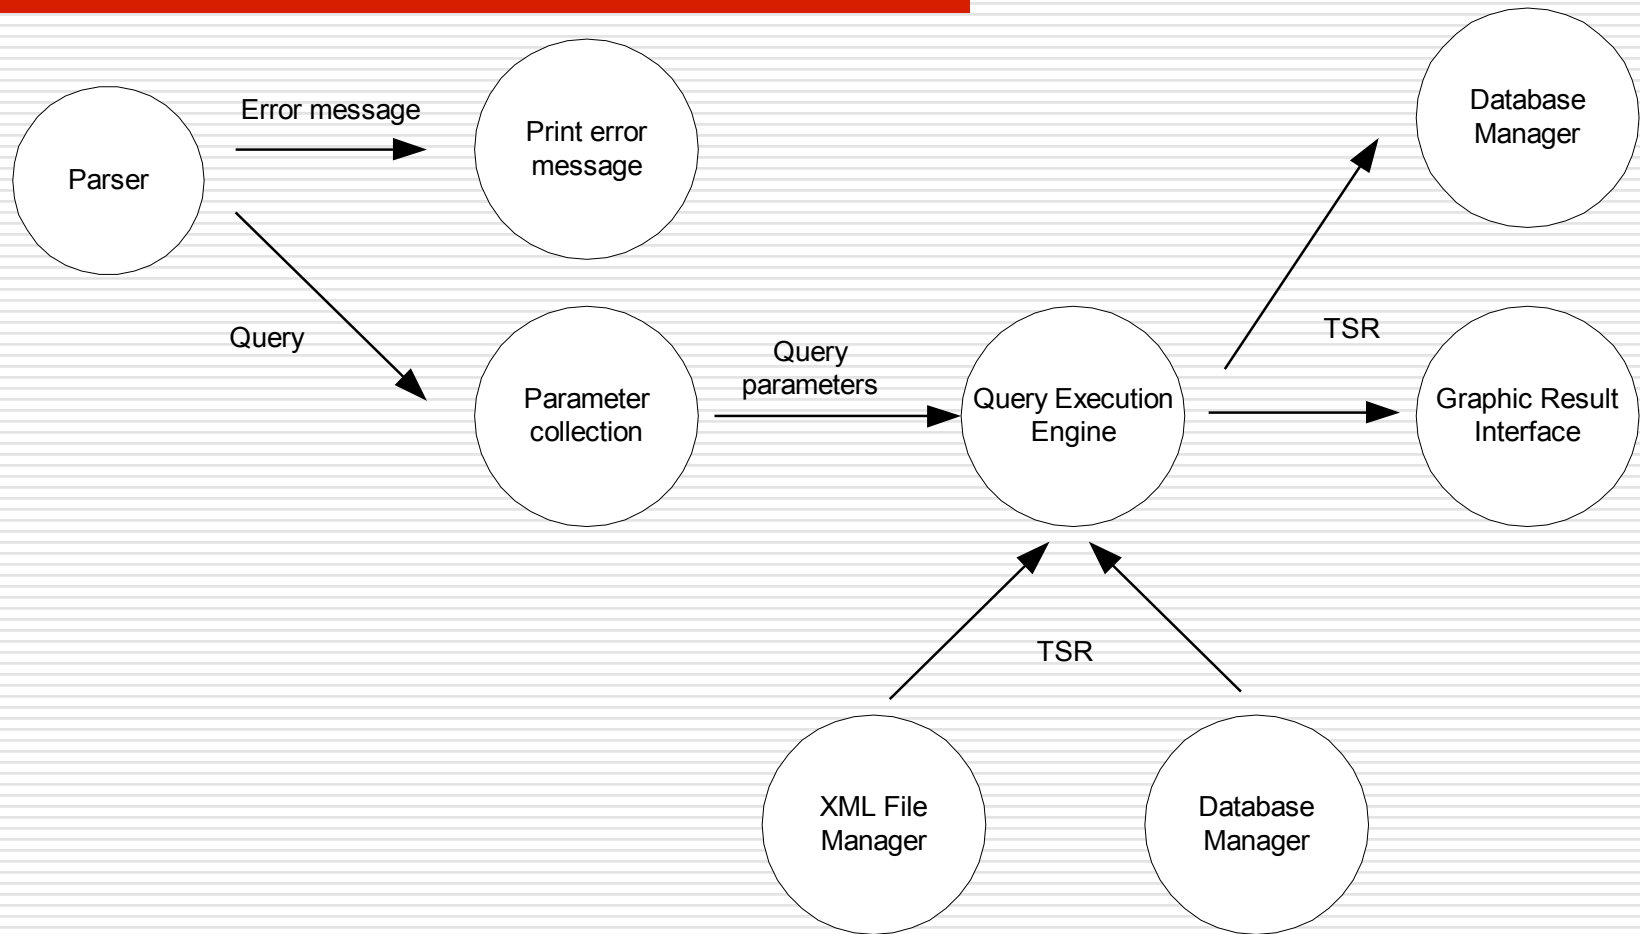 Parser
Error message
Print error
message
Query
Parameter
collection
Query
parameters
Query Execution
Engine
Database
Manager
TSR
Graphic Result
Interface
TSR
XML File
Manager
Database
Manager